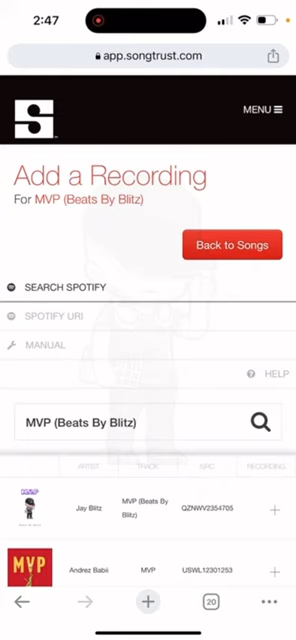 2:47
app.songtrust.com
S
MENU
Add a Recording
For MVP (Beats By Blitz)
Back to Songs
SEARCH SPOTIFY
SPOTIFY URI
MANUAL
HELP
MVP (Beats By Blitz)
ARTIST TRACK ISRC RECORDING
MVP
Jay Blitz MVP (Beats By Blitz) QZNWV2354705 +
MVP Andrez Babii MVP USWL12301253 +
20